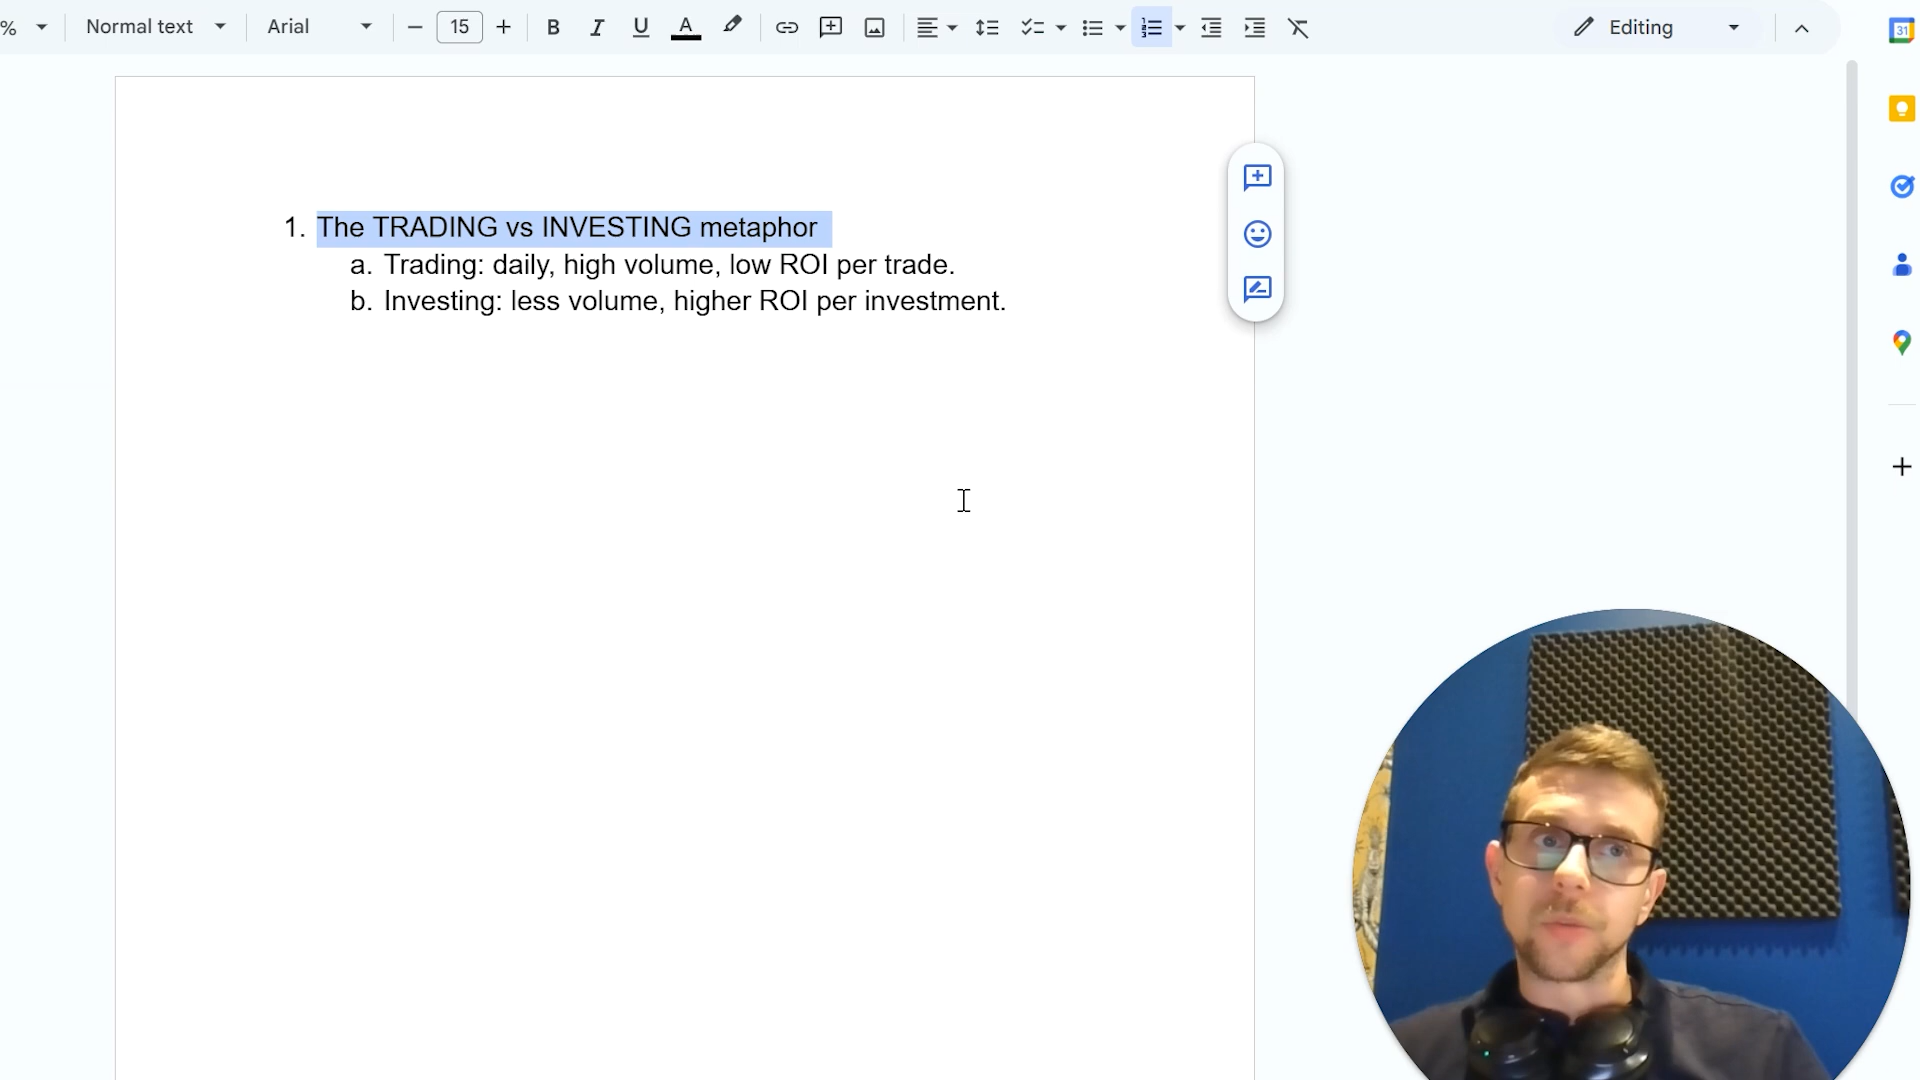 %
Normal text
Arial
15
Editing
31
1. The TRADING vs INVESTING metaphor
a. Trading: daily, high volume, low ROI per trade.
b. Investing: less volume, higher ROI per investment.